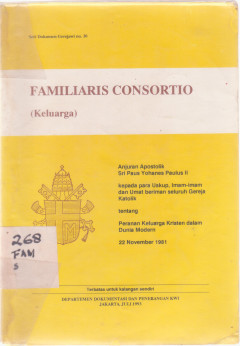 Seri Dokumen Gerejawi no. 30
FAMILIARIS CONSORTIO
(Keluarga)
Anjuran Apostolik
Sri Paus Yohanes Paulus II
kepada para Uskup, Imam-imam
dan Umat beriman seluruh Gereja
Katolik
tentang
Peranan Keluarga Kristen dalam
Dunia Modern
22 November 1981
268
FAM
s
Terbatas untuk kalangan sendiri
DEPARTEMEN DOKUMENTASI DAN PENERANGAN KWI
JAKARTA, JULI 1993